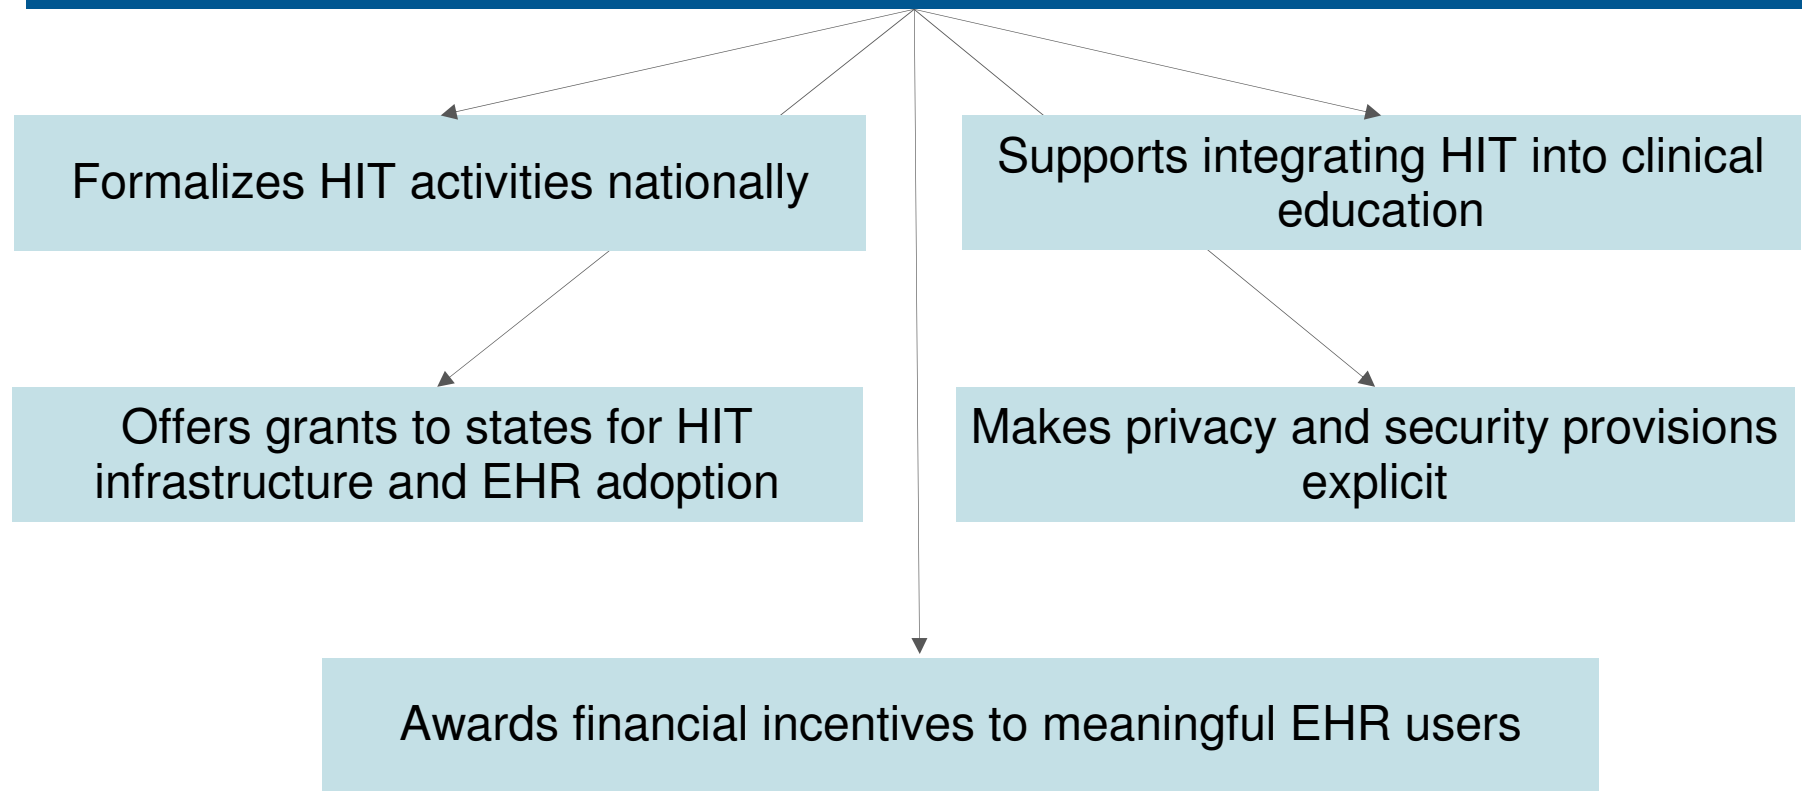 Formalizes HIT activities nationally
Supports integrating HIT into clinical
education
Offers grants to states for HIT
infrastructure and EHR adoption
Makes privacy and security provisions
explicit
Awards financial incentives to meaningful EHR users